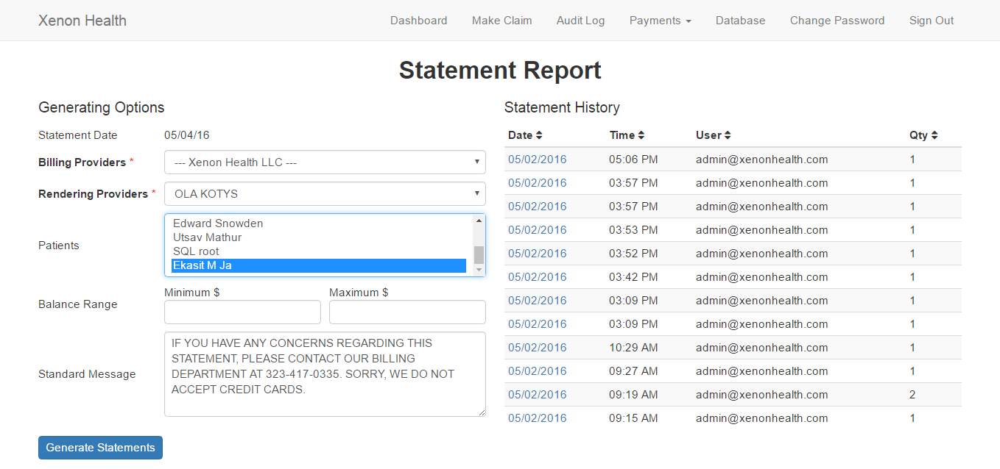 Xenon Health Dashboard Make Claim Audit Log Payments Database Change Password Sign Out
Statement Report
Generating Options
Statement Date 05/04/16
Billing Providers * --- Xenon Health LLC ---
Rendering Providers * OLA KOTYS
Patients
Edward Snowden
Utsav Mathur
SQL root
Ekasit M Ja
Balance Range
Minimum $ Maximum $
Standard Message
IF YOU HAVE ANY CONCERNS REGARDING THIS
STATEMENT, PLEASE CONTACT OUR BILLING
DEPARTMENT AT 323-417-0335. SORRY, WE DO NOT
ACCEPT CREDIT CARDS.
Generate Statements
Statement History
Date Time User Qty
05/02/2016 05:06 PM admin@xenonhealth.com 1
05/02/2016 03:57 PM admin@xenonhealth.com 1
05/02/2016 03:57 PM admin@xenonhealth.com 1
05/02/2016 03:53 PM admin@xenonhealth.com 1
05/02/2016 03:52 PM admin@xenonhealth.com 1
05/02/2016 03:42 PM admin@xenonhealth.com 1
05/02/2016 03:09 PM admin@xenonhealth.com 1
05/02/2016 03:09 PM admin@xenonhealth.com 1
05/02/2016 10:29 AM admin@xenonhealth.com 1
05/02/2016 09:27 AM admin@xenonhealth.com 1
05/02/2016 09:19 AM admin@xenonhealth.com 2
05/02/2016 09:15 AM admin@xenonhealth.com 1